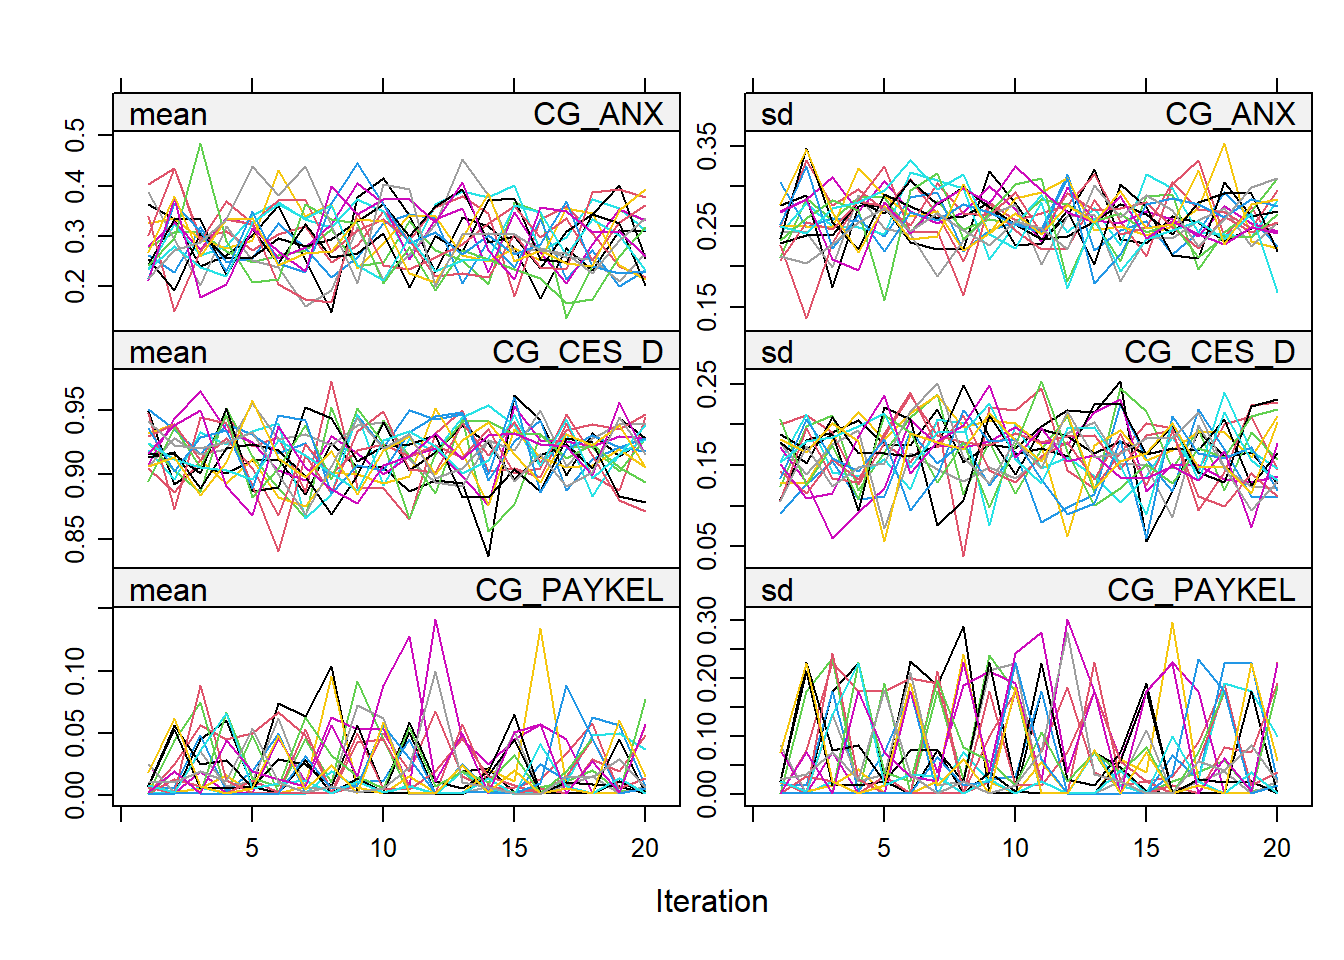 mean CG_ANX sd CG_ANX
0.2 0.3 0.4 0.5
0.15 0.25 0.35
mean CG_CES_D sd CG_CES_D
0.85 0.90 0.95
0.05 0.15 0.25
mean CG_PAYKEL sd CG_PAYKEL
0.00 0.05 0.10
0.00 0.10 0.20 0.30
5 10 15 20 5 10 15 20
Iteration